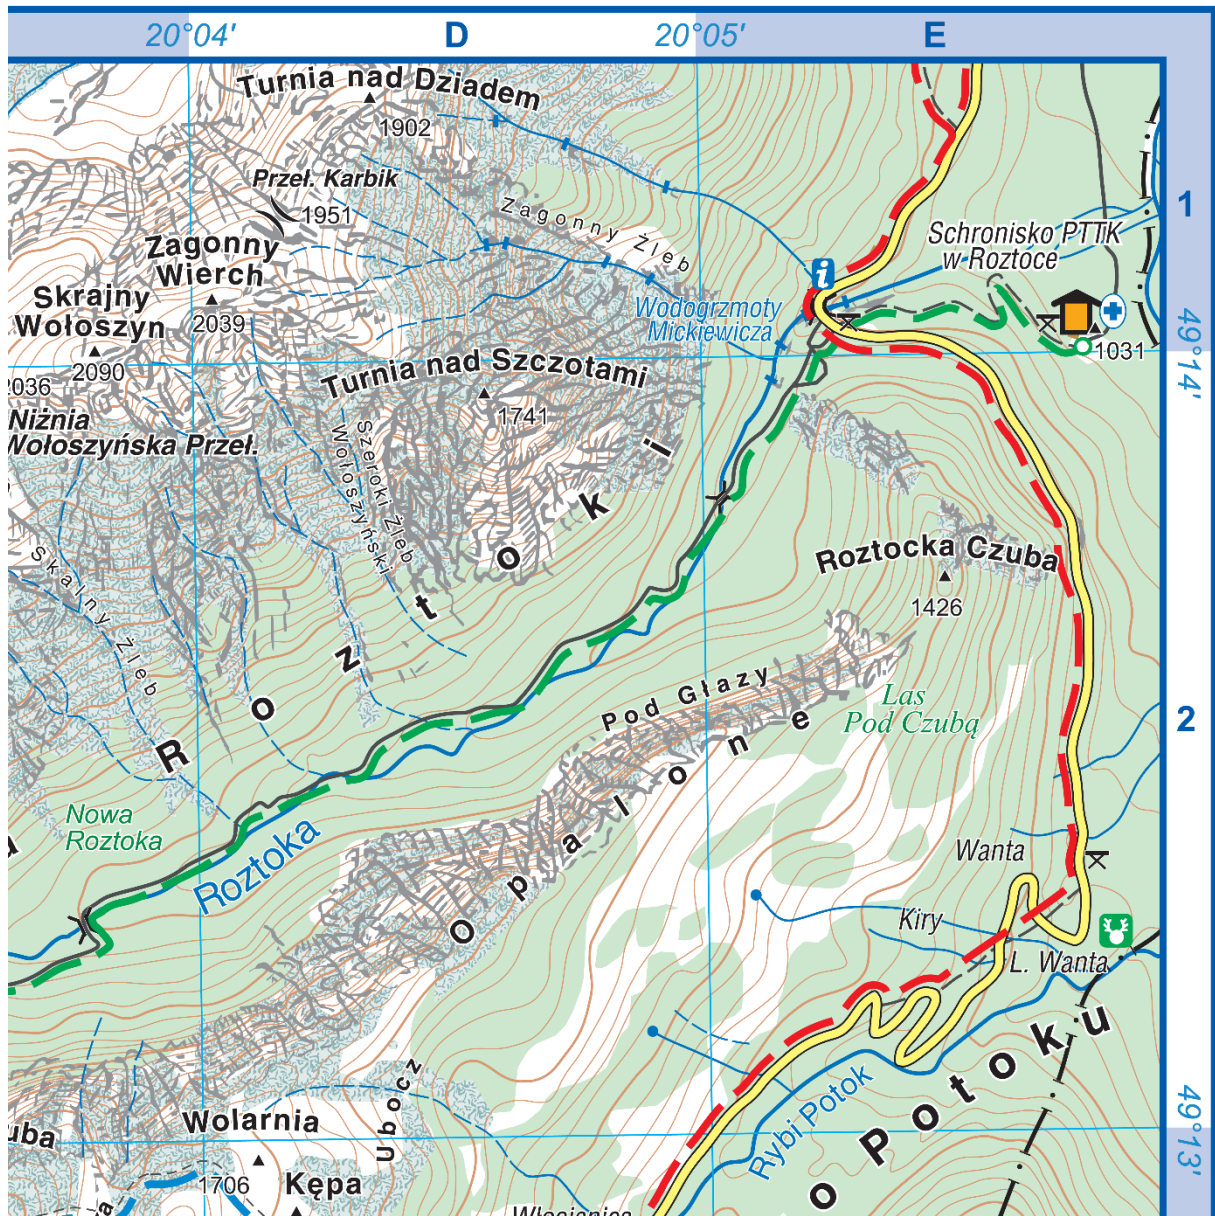 20°04'
D
20°05'
E
Turnia nad Dziadem
1902
Przeł. Karbik
1951
Zagonny Żleb
1
Schronisko PTTK
w Roztoce
Zagonny
Wierch
2039
Skrajny
Wołoszyn
2090
Wodogrzmoty
Mickiewicza
i
1031
49°14'
2036
Turnia nad Szczotami
1741
Niżnia
Wołoszyńska Przeł.
Szeroki Żleb
Wołoszyński
Roztocka Czuba
1426
Skalny Żleb
Roztoki
Pod Głazy
Las
Pod Czubą
2
Nowa
Roztoka
Roztoka
Opalone
Wanta
Kiry
L. Wanta
Potoku
Rybi Potok
49°13'
Wolarnia
1706
Kępa
Ubocz